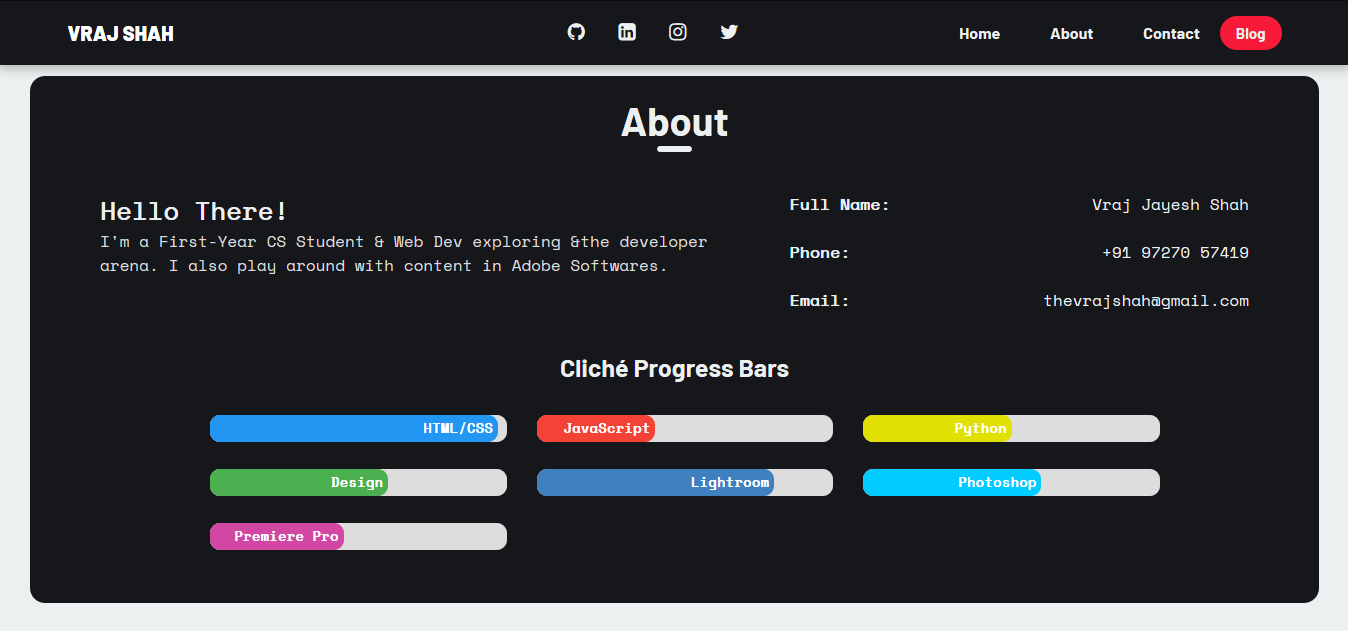 VRAJ SHAH
Home About Contact Blog
About
Hello There!
I'm a First-Year CS Student & Web Dev exploring &the developer
arena. I also play around with content in Adobe Softwares.
Full Name: Vraj Jayesh Shah
Phone: +91 97270 57419
Email: thevrajshah@gmail.com
Cliché Progress Bars
HTML/CSS JavaScript Python
Design Lightroom Photoshop
Premiere Pro